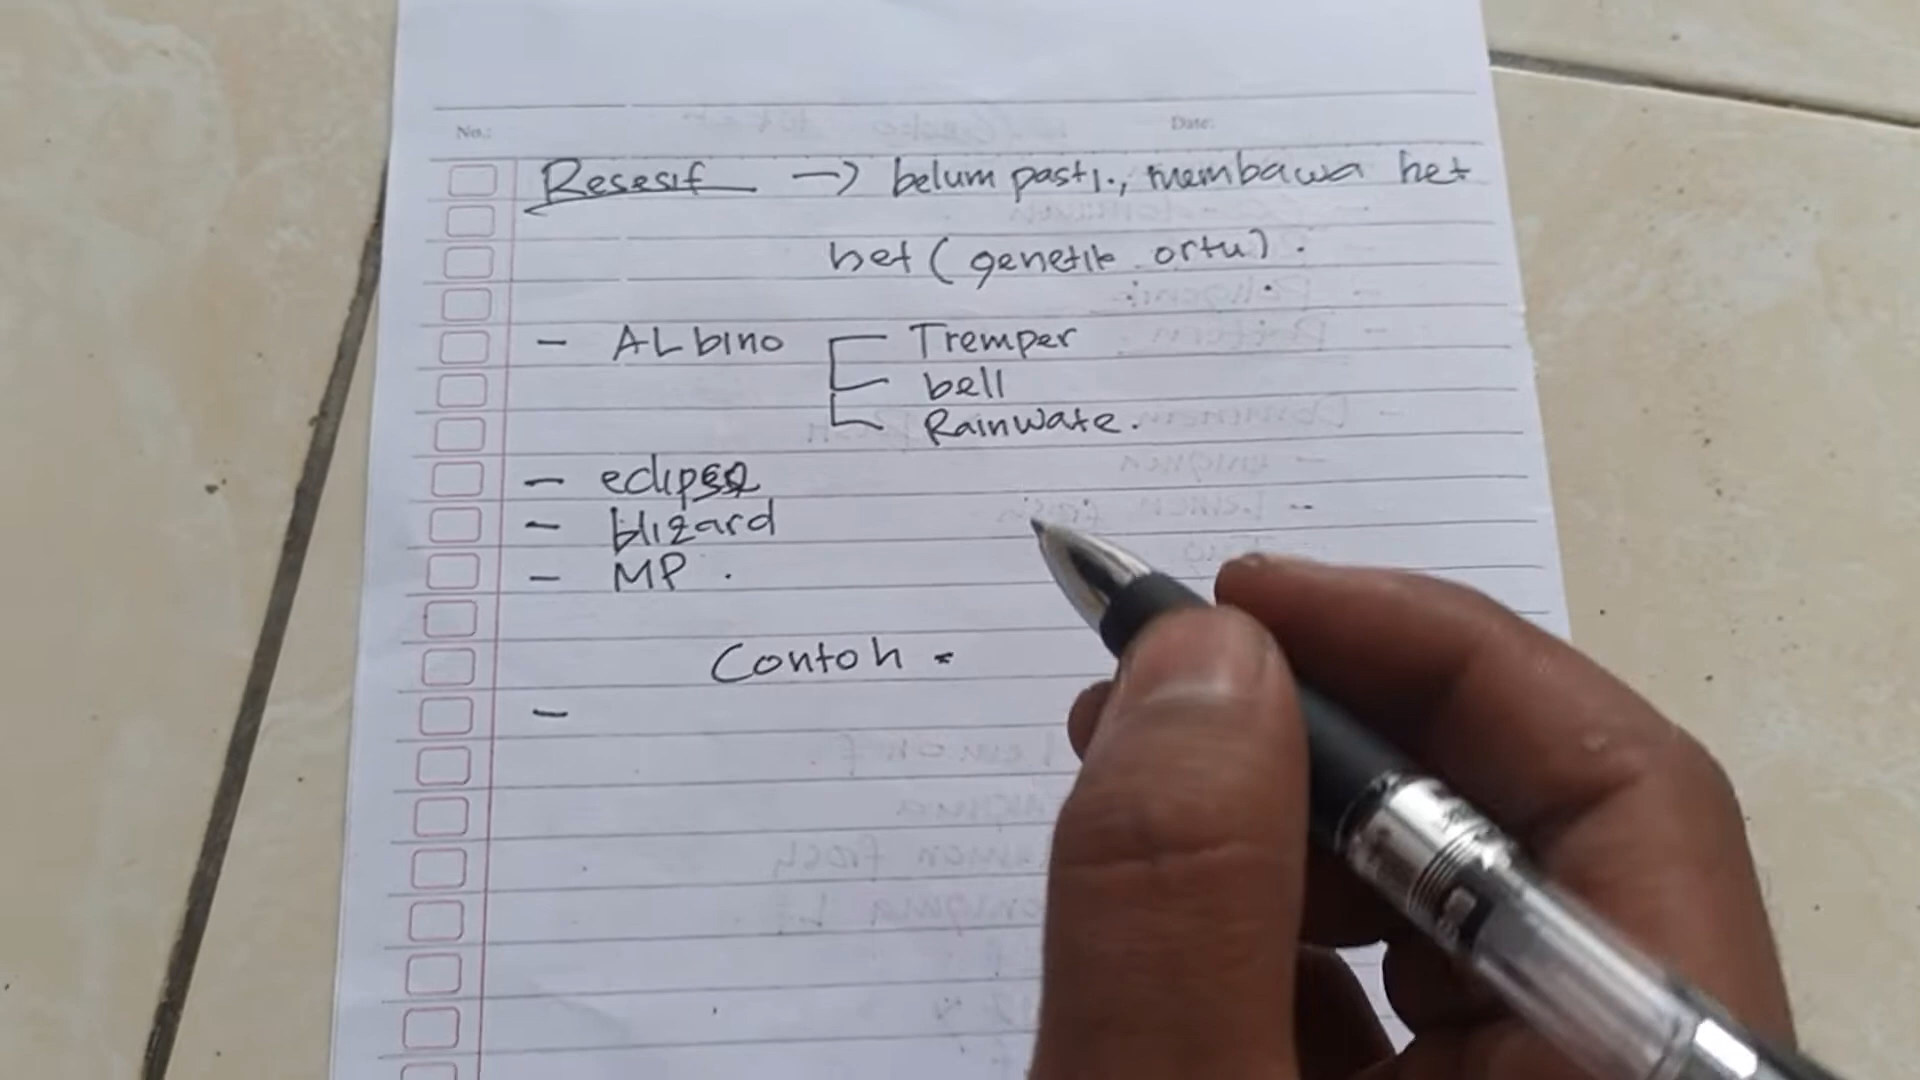 No.: Date:
Resesif —> belum pasti., membawa het
het ( genetik ortu ) .
- ALbino Tremper
bell
Rainwate.
- eclipse
- blizard
- MP .
Contoh =
-